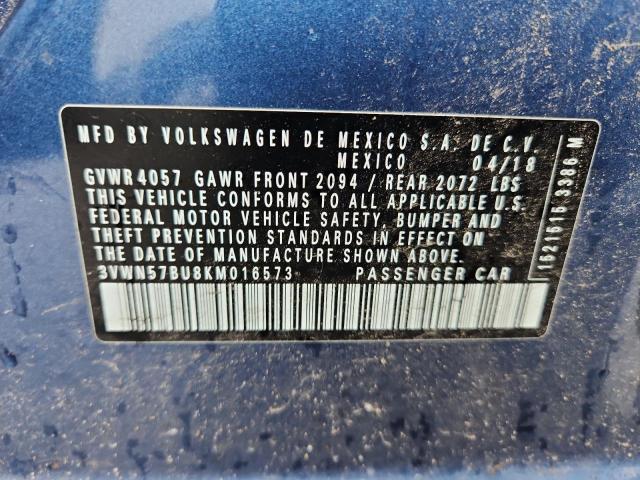 MFD BY VOLKSWAGEN DE MEXICO S.A. DE C.V.
MEXICO 04/18
GVWR 4057 GAWR FRONT 2094 / REAR 2072 LBS
THIS VEHICLE CONFORMS TO ALL APPLICABLE U.S.
FEDERAL MOTOR VEHICLE SAFETY, BUMPER AND
THEFT PREVENTION STANDARDS IN EFFECT ON
DATE OF MANUFACTURE SHOWN ABOVE.
3VWN57BU8KM016573 PASSENGER CAR
1621616 3386 M